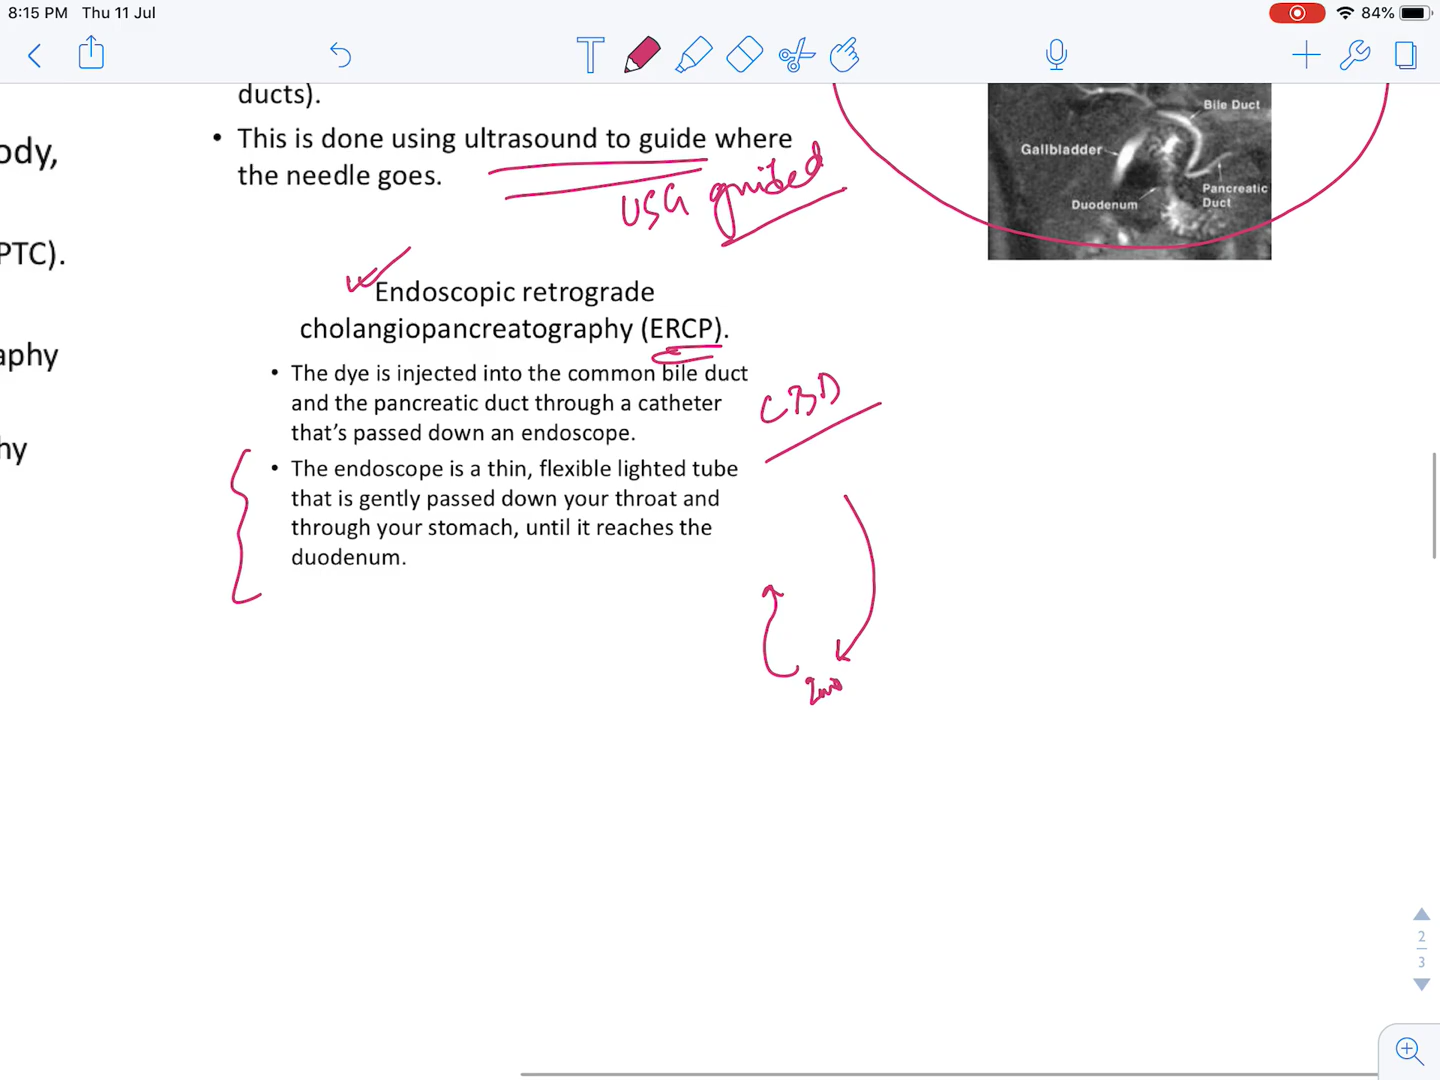 8:15 PM Thu 11 Jul
84%
T
ducts).
• This is done using ultrasound to guide where
the needle goes.
USG guided
ody,
PTC).
aphy
hy
Bile Duct
Gallbladder
Pancreatic
Duct
Duodenum
Endoscopic retrograde
cholangiopancreatography (ERCP).
• The dye is injected into the common bile duct
and the pancreatic duct through a catheter
that's passed down an endoscope.
CBD
• The endoscope is a thin, flexible lighted tube
that is gently passed down your throat and
through your stomach, until it reaches the
duodenum.
2
3